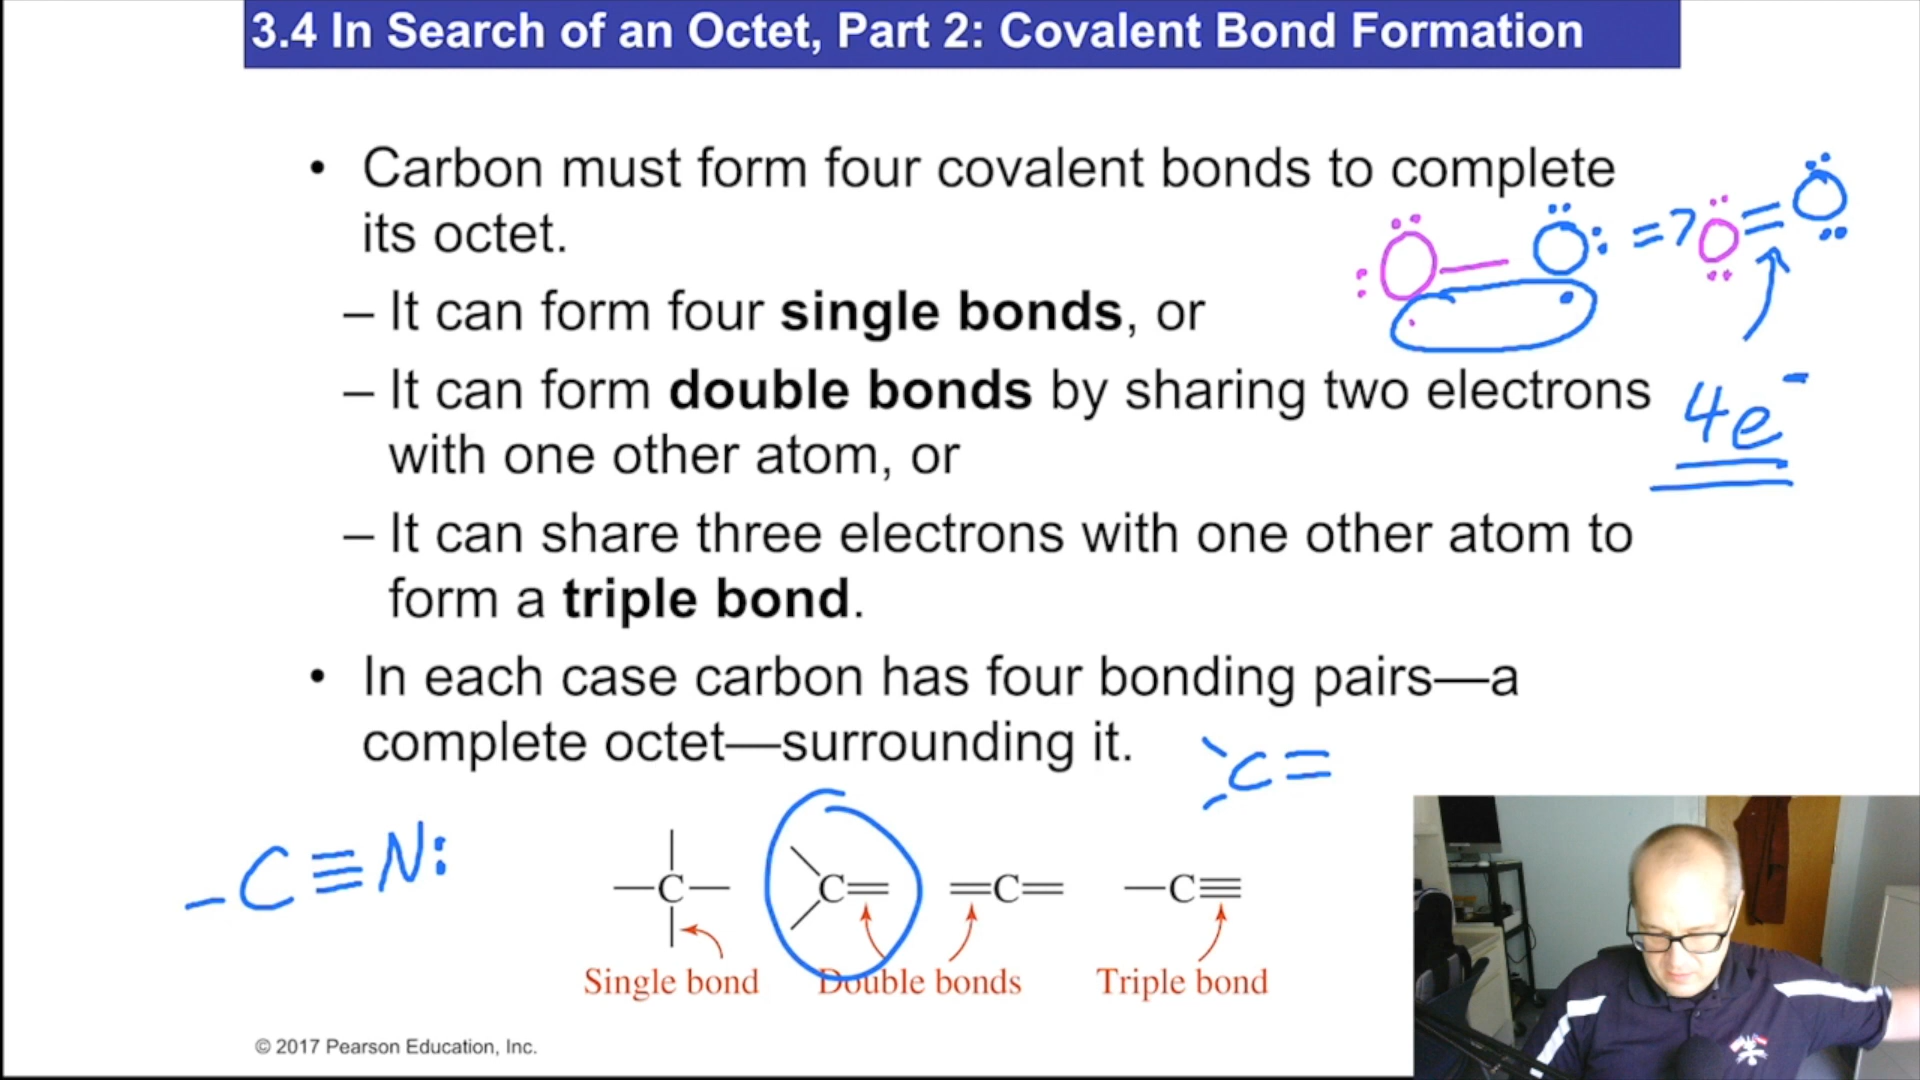 3.4 In Search of an Octet, Part 2: Covalent Bond Formation
• Carbon must form four covalent bonds to complete
its octet.
– It can form four single bonds, or
– It can form double bonds by sharing two electrons
with one other atom, or
– It can share three electrons with one other atom to
form a triple bond.
• In each case carbon has four bonding pairs—a
complete octet—surrounding it.
:Ö — Ö: => Ö = Ö
4e⁻
C=
-C≡N:
—C—
C=
=C=
—C≡
Single bond
Double bonds
Triple bond
© 2017 Pearson Education, Inc.